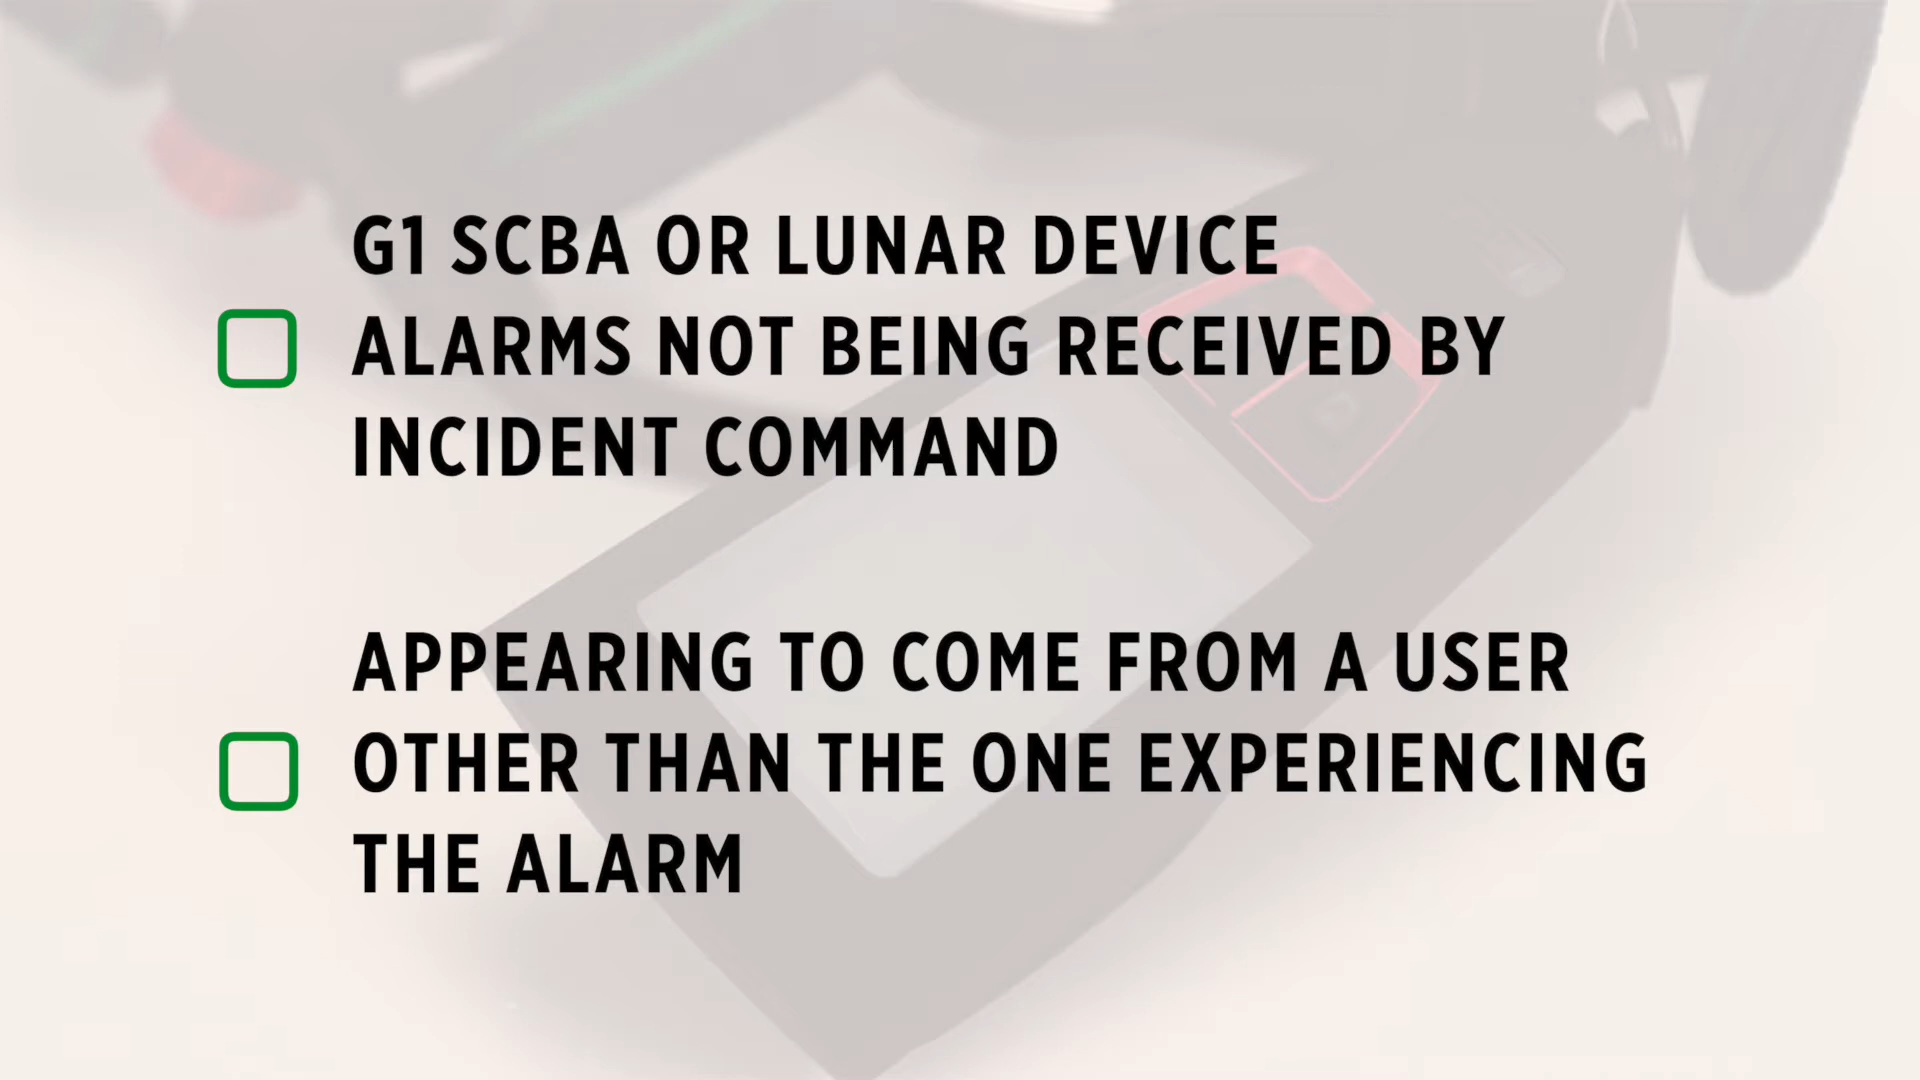 G1 SCBA OR LUNAR DEVICE
ALARMS NOT BEING RECEIVED BY
INCIDENT COMMAND
APPEARING TO COME FROM A USER
OTHER THAN THE ONE EXPERIENCING
THE ALARM